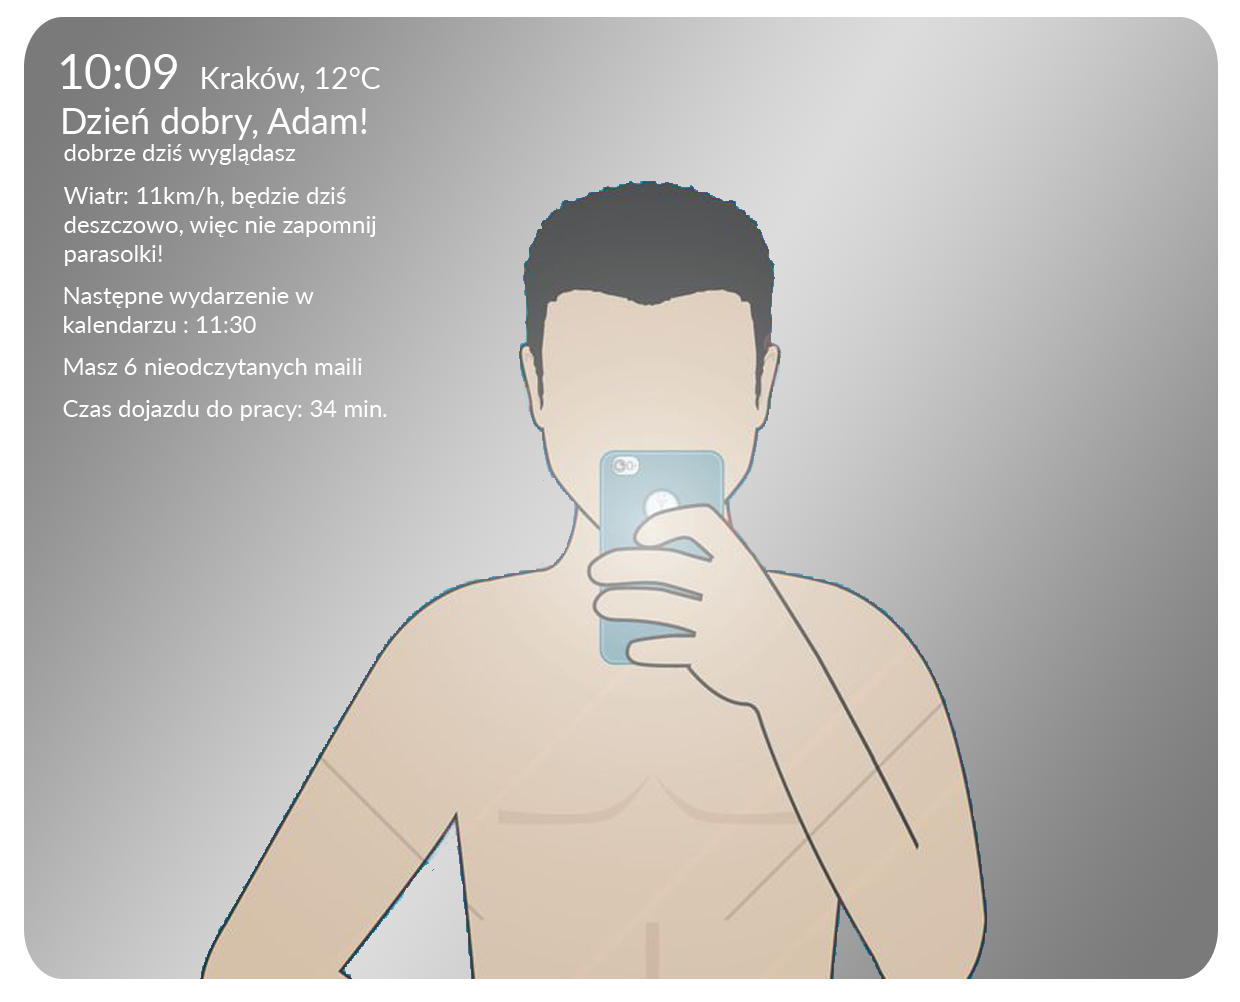 10:09 Kraków, 12°C
Dzień dobry, Adam!
dobrze dziś wyglądasz
Wiatr: 11km/h, będzie dziś
deszczowo, więc nie zapomnij
parasolki!
Następne wydarzenie w
kalendarzu : 11:30
Masz 6 nieodczytanych maili
Czas dojazdu do pracy: 34 min.